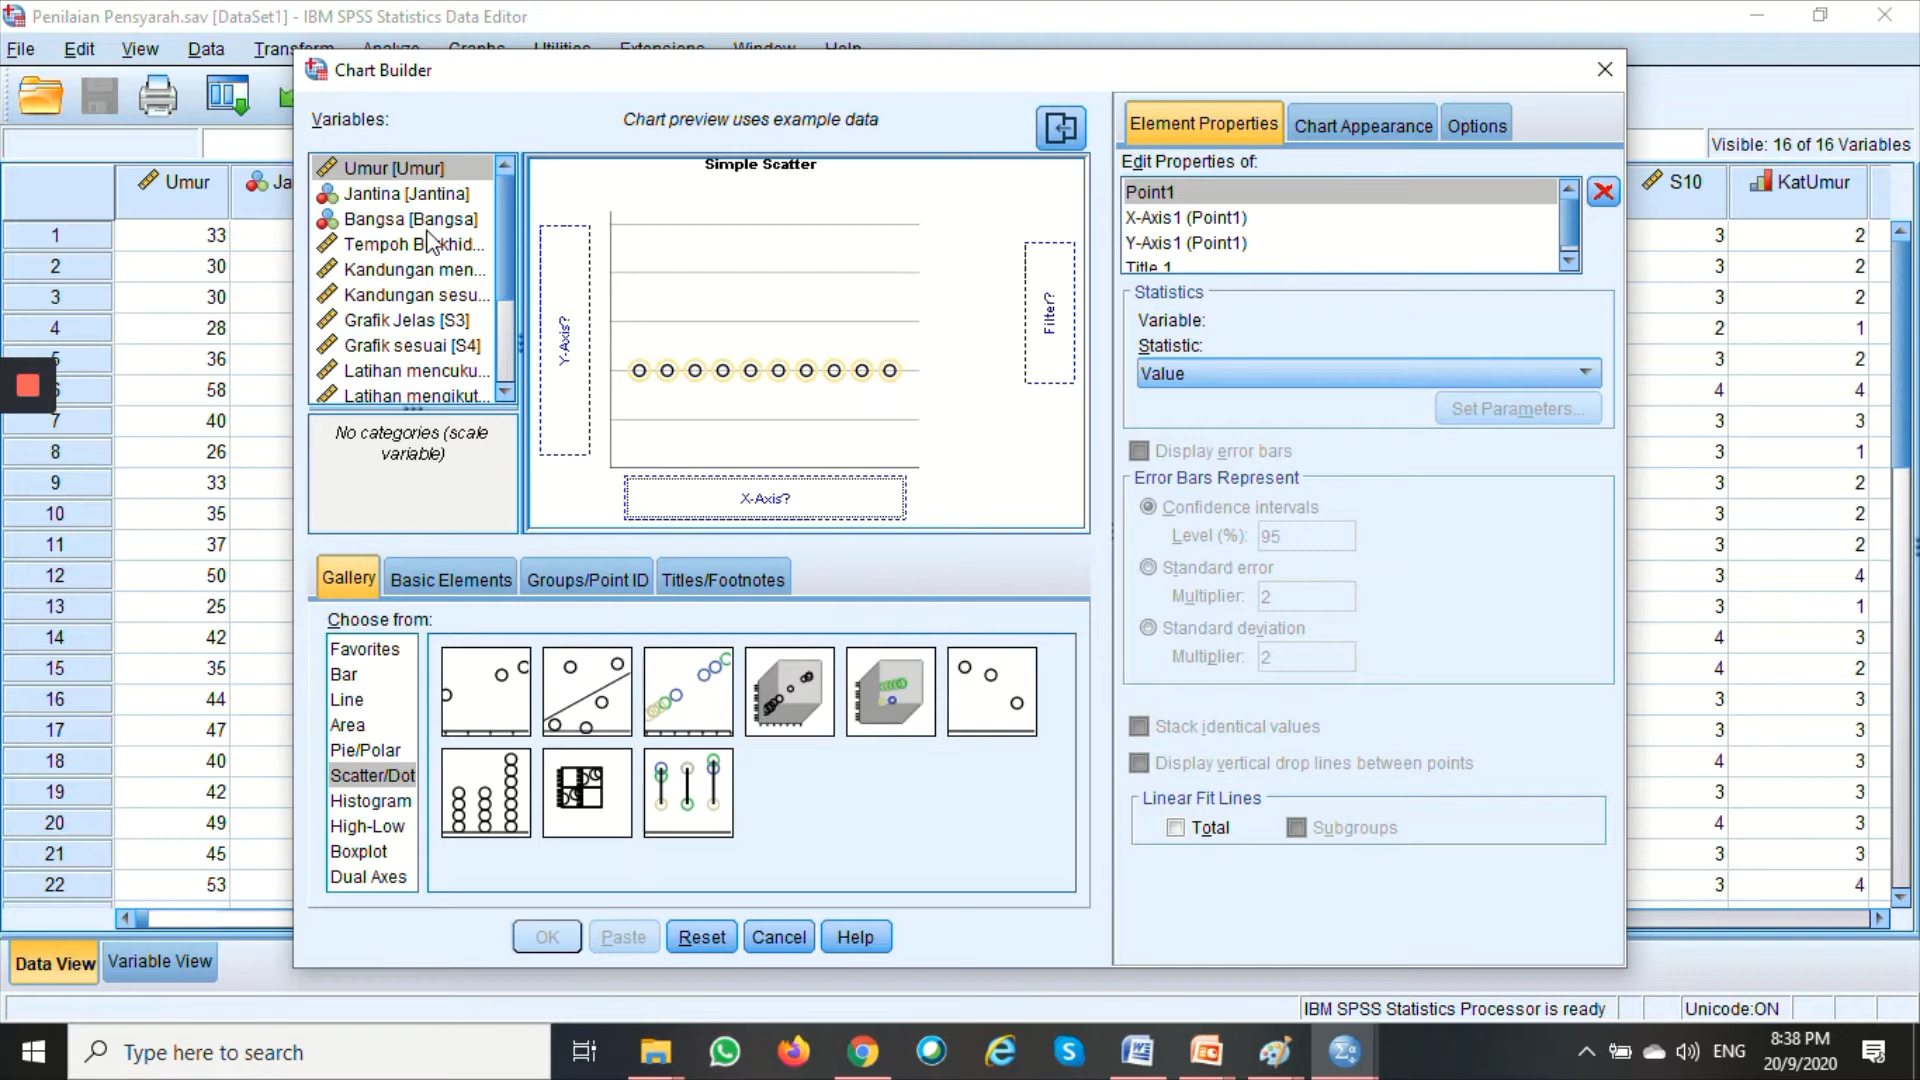 Penilaian Pensyarah.sav [DataSet1] - IBM SPSS Statistics Data Editor
File Edit View Data Transform Analyze Graphs Utilities Extensions Window Help
Chart Builder
Variables:
Chart preview uses example data
Umur [Umur]
Jantina [Jantina]
Bangsa [Bangsa]
Tempoh
Kandungan men...
Kandungan sesu...
Grafik Jelas [S3]
Grafik sesuai [S4]
Latihan mencuku...
Latihan mengikut...
No categories (scale
variable)
Simple Scatter
Y-Axis?
X-Axis?
Filter?
Gallery Basic Elements Groups/Point ID Titles/Footnotes
Choose from:
Favorites
Bar
Line
Area
Pie/Polar
Scatter/Dot
Histogram
High-Low
Boxplot
Dual Axes
OK Paste Reset Cancel Help
Element Properties Chart Appearance Options
Edit Properties of:
Point1
X-Axis1 (Point1)
Y-Axis1 (Point1)
Title 1
Statistics
Variable:
Statistic:
Value
Set Parameters...
Display error bars
Error Bars Represent
Confidence intervals
Level (%): 95
Standard error
Multiplier: 2
Standard deviation
Multiplier: 2
Stack identical values
Display vertical drop lines between points
Linear Fit Lines
Total Subgroups
Visible: 16 of 16 Variables
Umur Ja S10 KatUmur
1 33 3 2
2 30 3 2
3 30 3 2
4 28 2 1
5 36 3 2
6 58 4 4
7 40 3 3
8 26 3 1
9 33 3 2
10 35 3 2
11 37 3 2
12 50 3 4
13 25 3 1
14 42 4 3
15 35 4 2
16 44 3 3
17 47 3 3
18 40 4 3
19 42 3 3
20 49 4 3
21 45 3 3
22 53 3 4
Data View Variable View
IBM SPSS Statistics Processor is ready Unicode:ON
Type here to search
ENG
8:38 PM
20/9/2020